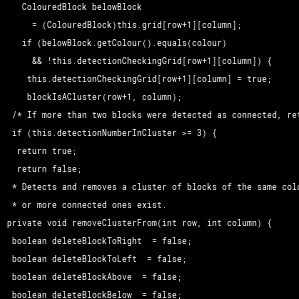 ColouredBlock belowBlock
= (ColouredBlock)this.grid[row+1][column];
if (belowBlock.getColour().equals(colour)
&& !this.detectionCheckingGrid[row+1][column]) {
this.detectionCheckingGrid[row+1][column] = true;
blockIsACluster(row+1, column);
/* If more than two blocks were detected as connected, ret
if (this.detectionNumberInCluster >= 3) {
return true;
return false;
* Detects and removes a cluster of blocks of the same colo
* or more connected ones exist.
private void removeClusterFrom(int row, int column) {
boolean deleteBlockToRight = false;
boolean deleteBlockToLeft = false;
boolean deleteBlockAbove = false;
boolean deleteBlockBelow = false;